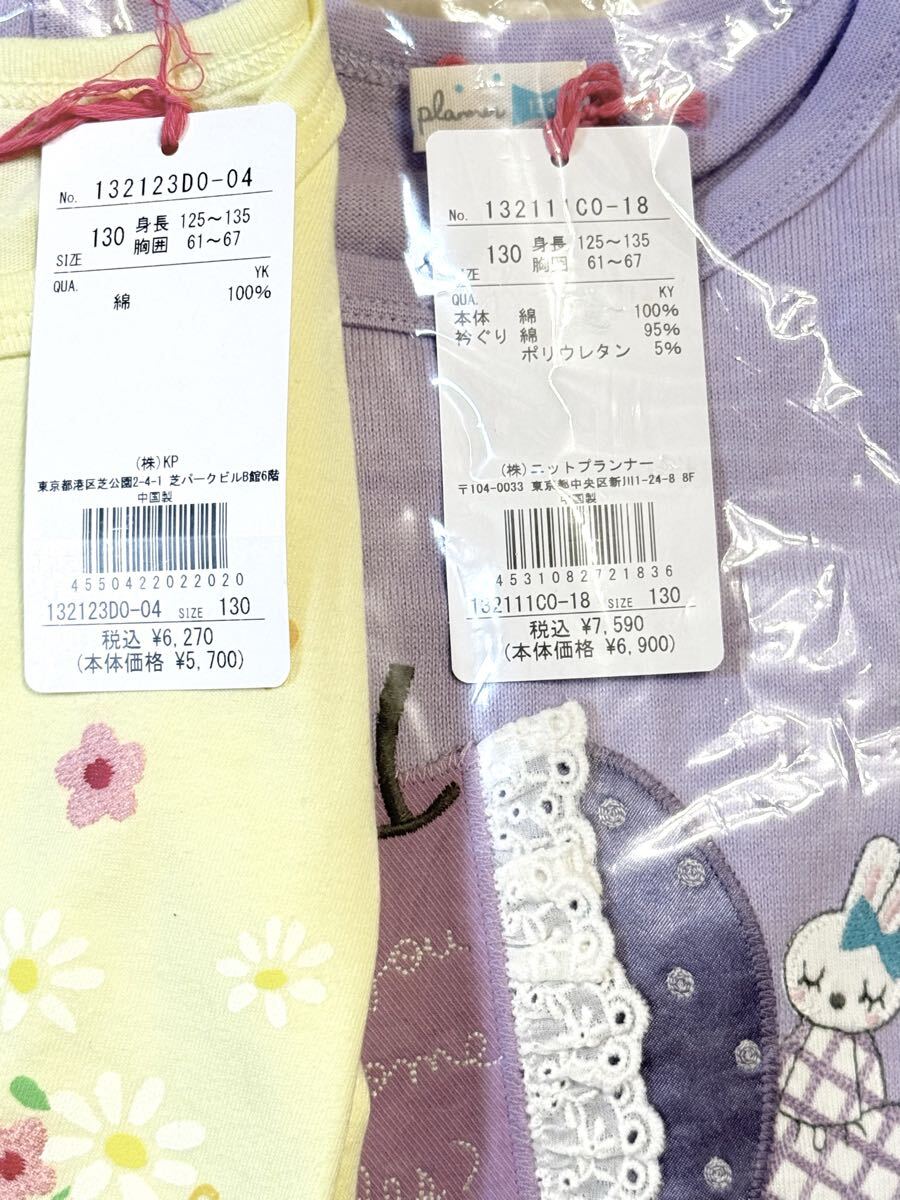 No. 132123D0-04
SIZE 130 身長 125～135
胸囲 61～67
QUA. YK
綿 100%
(株)KP
東京都港区芝公園2-4-1 芝パークビルB館6階
中国製
4550422022020
132123D0-04 SIZE 130
税込 ¥6,270
(本体価格 ¥5,700)
planner
No. 132111C0-18
SIZE 130 身長 125～135
胸囲 61～67
QUA. KY
本体 綿 100%
衿ぐり 綿 95%
ポリウレタン 5%
(株)ニットプランナー
〒104-0033 東京都中央区新川1-24-8 8F
中国製
4531082721836
132111C0-18 SIZE 130
税込 ¥7,590
(本体価格 ¥6,900)
you